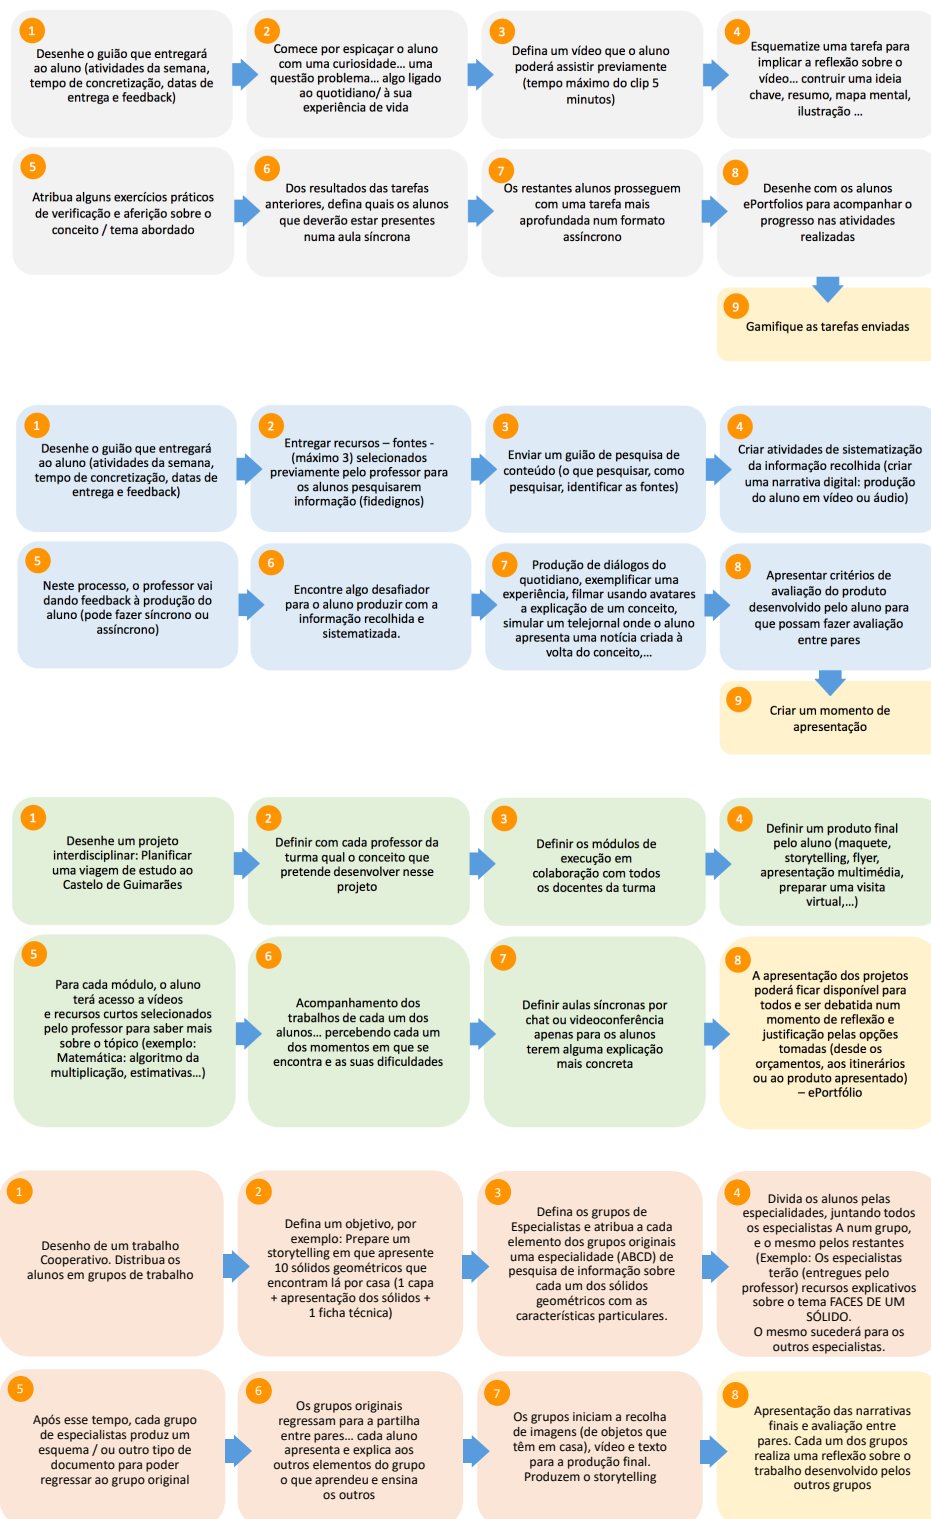 1
Desenhe o guião que entregará
ao aluno (atividades da semana,
tempo de concretização, datas de
entrega e feedback)
2
Comece por espicaçar o aluno
com uma curiosidade... uma
questão problema... algo ligado
ao quotidiano/ à sua
experiência de vida
3
Defina um vídeo que o aluno
poderá assistir previamente
(tempo máximo do clip 5
minutos)
4
Esquematize uma tarefa para
implicar a reflexão sobre o
vídeo... contruir uma ideia
chave, resumo, mapa mental,
ilustração ...
5
Atribua alguns exercícios práticos
de verificação e aferição sobre o
conceito / tema abordado
6
Dos resultados das tarefas
anteriores, defina quais os alunos
que deverão estar presentes
numa aula síncrona
7
Os restantes alunos prosseguem
com uma tarefa mais
aprofundada num formato
assíncrono
8
Desenhe com os alunos
ePortfolios para acompanhar o
progresso nas atividades
realizadas
9
Gamifique as tarefas enviadas
1
Desenhe o guião que entregará
ao aluno (atividades da semana,
tempo de concretização, datas de
entrega e feedback)
2
Entregar recursos – fontes -
(máximo 3) selecionados
previamente pelo professor para
os alunos pesquisarem
informação (fidedignos)
3
Enviar um guião de pesquisa de
conteúdo (o que pesquisar, como
pesquisar, identificar as fontes)
4
Criar atividades de sistematização
da informação recolhida (criar
uma narrativa digital: produção
do aluno em vídeo ou áudio)
5
Neste processo, o professor vai
dando feedback à produção do
aluno (pode fazer síncrono ou
assíncrono)
6
Encontre algo desafiador
para o aluno produzir com a
informação recolhida e
sistematizada.
7
Produção de diálogos do
quotidiano, exemplificar uma
experiência, filmar usando avatares
a explicação de um conceito,
simular um telejornal onde o aluno
apresenta uma notícia criada à
volta do conceito,...
8
Apresentar critérios de
avaliação do produto
desenvolvido pelo aluno para
que possam fazer avaliação
entre pares
9
Criar um momento de
apresentação
1
Desenhe um projeto
interdisciplinar: Planificar
uma viagem de estudo ao
Castelo de Guimarães
2
Definir com cada professor da
turma qual o conceito que
pretende desenvolver nesse
projeto
3
Definir os módulos de
execução em
colaboração com todos
os docentes da turma
4
Definir um produto final
pelo aluno (maquete,
storytelling, flyer,
apresentação multimédia,
preparar uma visita
virtual,...)
5
Para cada módulo, o aluno
terá acesso a vídeos
e recursos curtos selecionados
pelo professor para saber mais
sobre o tópico (exemplo:
Matemática: algoritmo da
multiplicação, estimativas...)
6
Acompanhamento dos
trabalhos de cada um dos
alunos... percebendo cada um
dos momentos em que se
encontra e as suas dificuldades
7
Definir aulas síncronas por
chat ou videoconferência
apenas para os alunos
terem alguma explicação
mais concreta
8
A apresentação dos projetos
poderá ficar disponível para
todos e ser debatida num
momento de reflexão e
justificação pelas opções
tomadas (desde os
orçamentos, aos itinerários
ou ao produto apresentado)
– ePortfólio
1
Desenho de um trabalho
Cooperativo. Distribua os
alunos em grupos de trabalho
2
Defina um objetivo, por
exemplo: Prepare um
storytelling em que apresente
10 sólidos geométricos que
encontram lá por casa (1 capa
+ apresentação dos sólidos +
1 ficha técnica)
3
Defina os grupos de
Especialistas e atribua a cada
elemento dos grupos originais
uma especialidade (ABCD) de
pesquisa de informação sobre
cada um dos sólidos
geométricos com as
características particulares.
4
Divida os alunos pelas
especialidades, juntando todos
os especialistas A num grupo,
e o mesmo pelos restantes
(Exemplo: Os especialistas
terão (entregues pelo
professor) recursos explicativos
sobre o tema FACES DE UM
SÓLIDO.
O mesmo sucederá para os
outros especialistas.
5
Após esse tempo, cada grupo
de especialistas produz um
esquema / ou outro tipo de
documento para poder
regressar ao grupo original
6
Os grupos originais
regressam para a partilha
entre pares... cada aluno
apresenta e explica aos
outros elementos do grupo
o que aprendeu e ensina
os outros
7
Os grupos iniciam a recolha
de imagens (de objetos que
têm em casa), vídeo e texto
para a produção final.
Produzem o storytelling
8
Apresentação das narrativas
finais e avaliação entre
pares. Cada um dos grupos
realiza uma reflexão sobre o
trabalho desenvolvido pelos
outros grupos